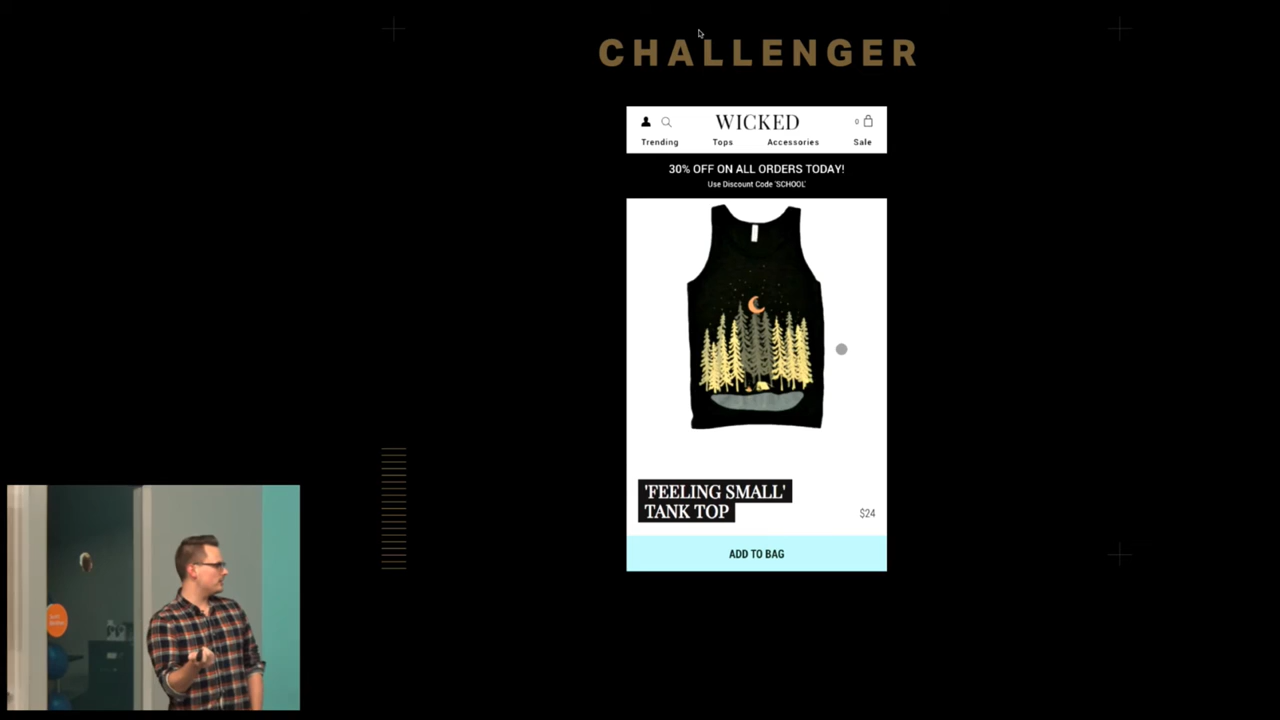 CHALLENGER
WICKED
0
Trending Tops Accessories Sale
30% OFF ON ALL ORDERS TODAY!
Use Discount Code 'SCHOOL'
'FEELING SMALL'
TANK TOP
$24
ADD TO BAG